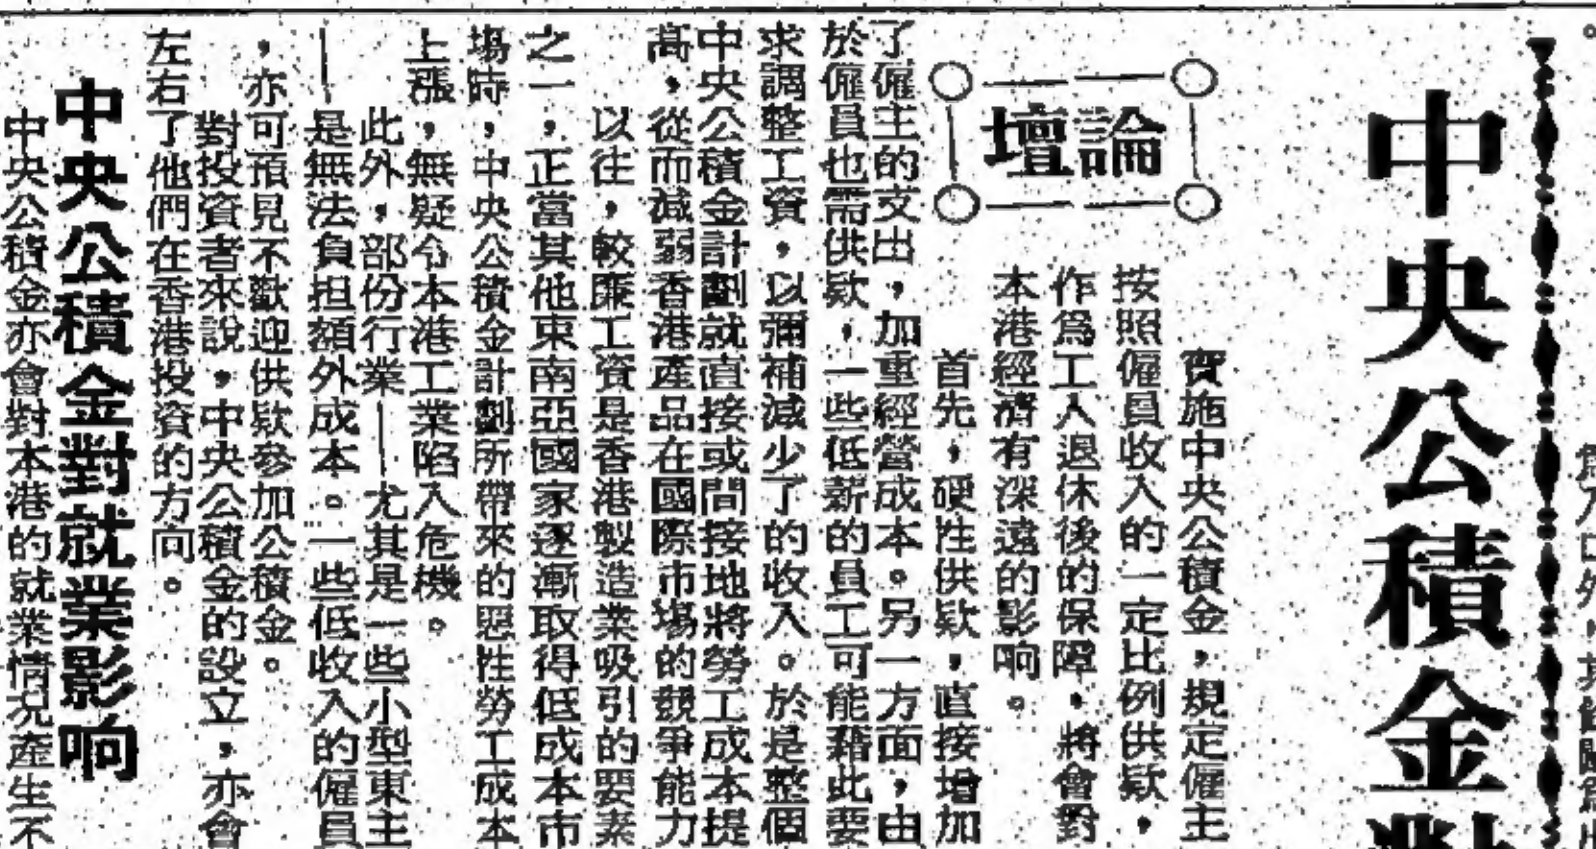 中央公積金對
論壇
實施中央公積金，規定僱主
按照僱員收入的一定比例供欵，
作爲工人退休後的保障，將會對
本港經濟有深遠的影响。
首先，硬性供欵，直接增加
了僱主的支出，加重經營成本。另一方面，由
於僱員也需供欵，一些低薪的員工可能藉此要
求調整工資，以彌補減少了的收入。於是整個
中央公積金計劃就直接或間接地將勞工成本提
高，從而減弱香港產品在國際市場的競爭能力
以往，較廉工資是香港製造業吸引的要素
之一，正當其他東南亞國家逐漸取得低成本市
場時，中央公積金計劃所帶來的惡性勞工成本
上漲，無疑令本港工業陷入危機。
此外，部份行業——尤其是一些小型東主
——是無法負担額外成本。一些低收入的僱員
，亦可預見不歡迎供欵參加公積金。
對投資者來說，中央公積金的設立，亦會
左右了他們在香港投資的方向。
中央公積金對就業影响
中央公積金亦會對本港的就業情況產生不